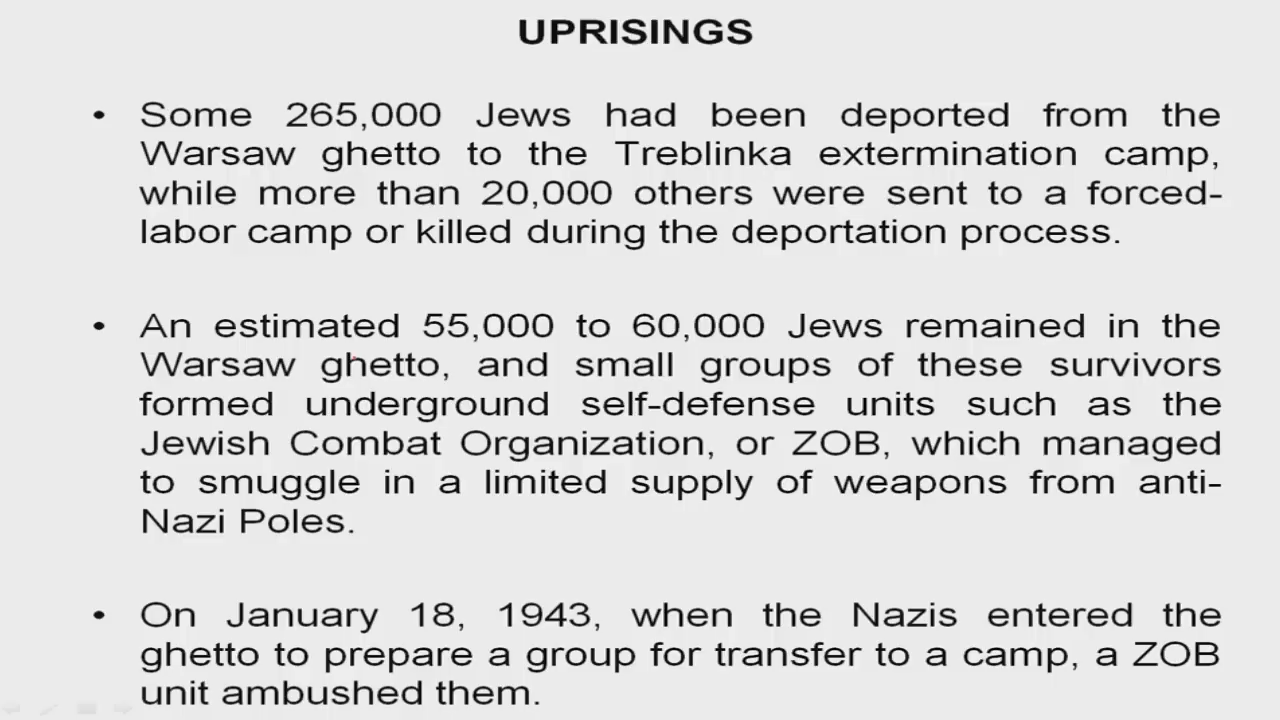 UPRISINGS
• Some 265,000 Jews had been deported from the
Warsaw ghetto to the Treblinka extermination camp,
while more than 20,000 others were sent to a forced-
labor camp or killed during the deportation process.
• An estimated 55,000 to 60,000 Jews remained in the
Warsaw ghetto, and small groups of these survivors
formed underground self-defense units such as the
Jewish Combat Organization, or ZOB, which managed
to smuggle in a limited supply of weapons from anti-
Nazi Poles.
• On January 18, 1943, when the Nazis entered the
ghetto to prepare a group for transfer to a camp, a ZOB
unit ambushed them.